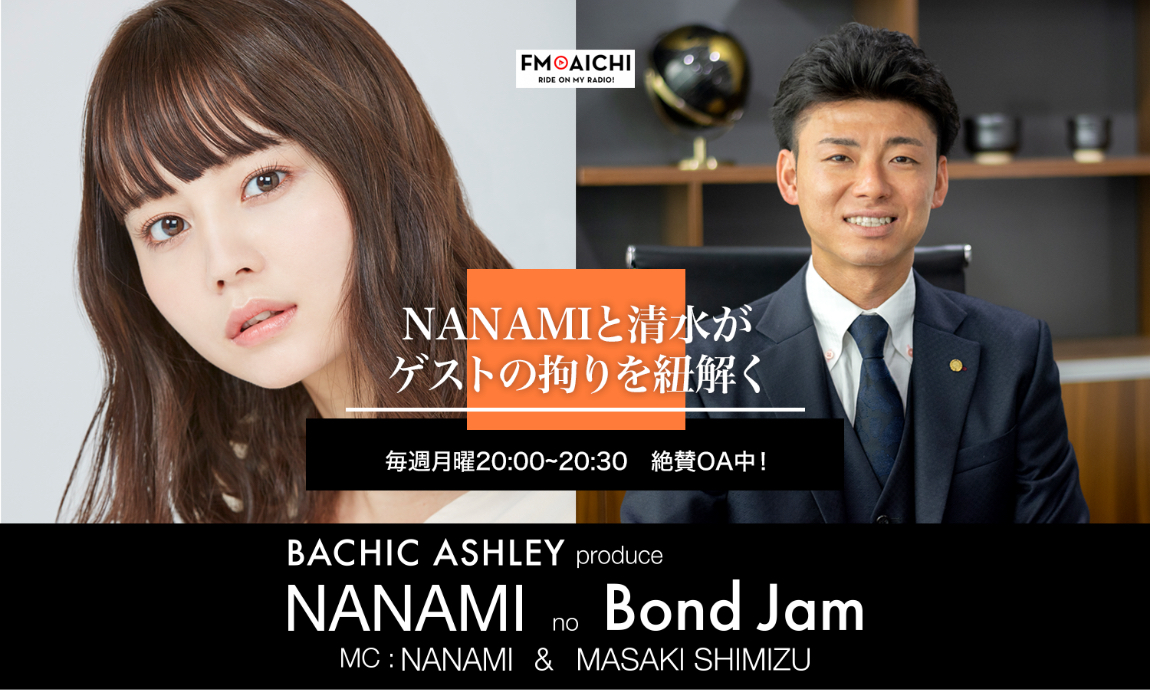 FM AICHI
RIDE ON MY RADIO!
NANAMIと清水が
ゲストの拘りを紐解く
毎週月曜20:00~20:30 絶賛OA中！
BACHIC ASHLEY produce
NANAMI no Bond Jam
MC : NANAMI & MASAKI SHIMIZU